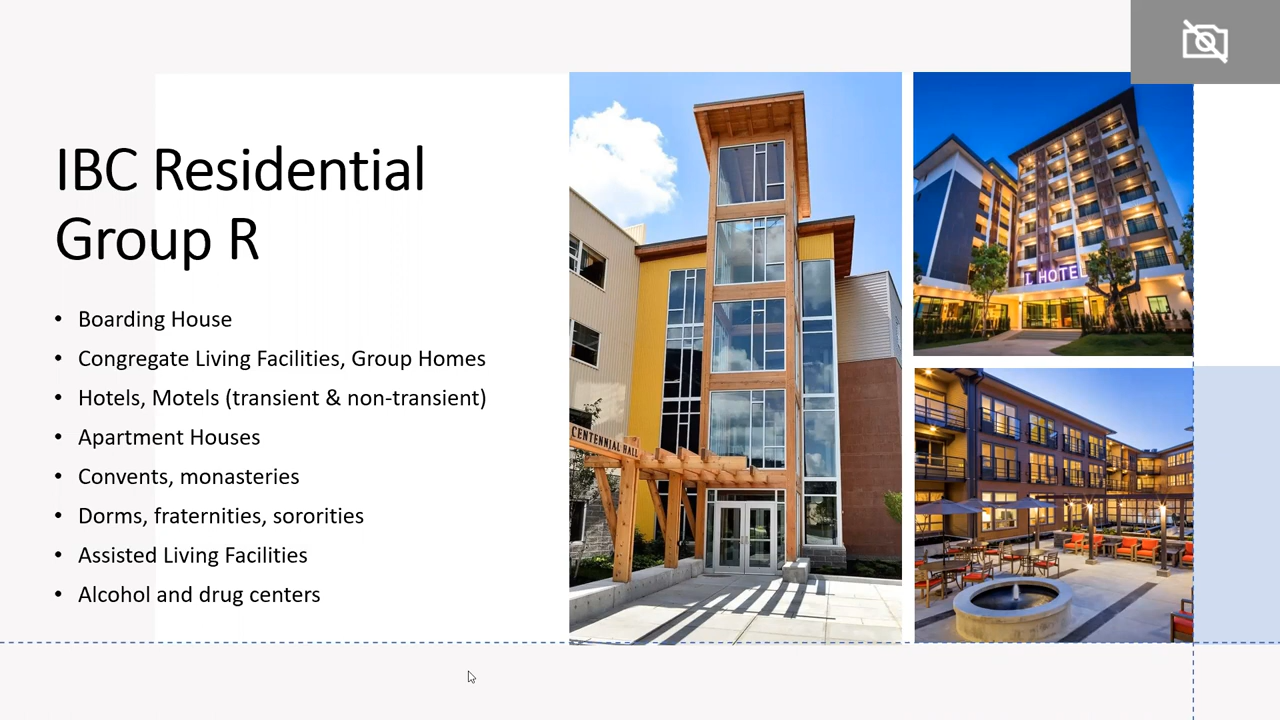 IBC Residential
Group R
• Boarding House
• Congregate Living Facilities, Group Homes
• Hotels, Motels (transient & non-transient)
• Apartment Houses
• Convents, monasteries
• Dorms, fraternities, sororities
• Assisted Living Facilities
• Alcohol and drug centers
CENTENNIAL HALL
HOTEL